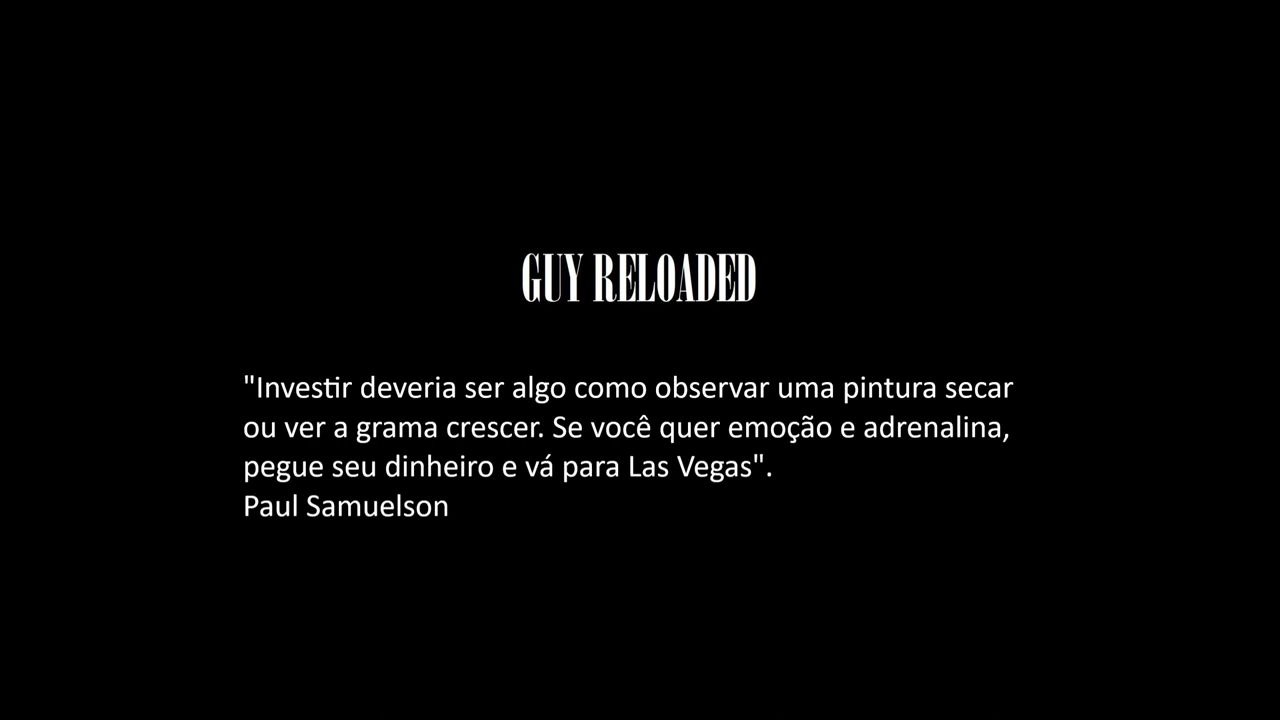 GUY RELOADED
"Investir deveria ser algo como observar uma pintura secar
ou ver a grama crescer. Se você quer emoção e adrenalina,
pegue seu dinheiro e vá para Las Vegas".
Paul Samuelson